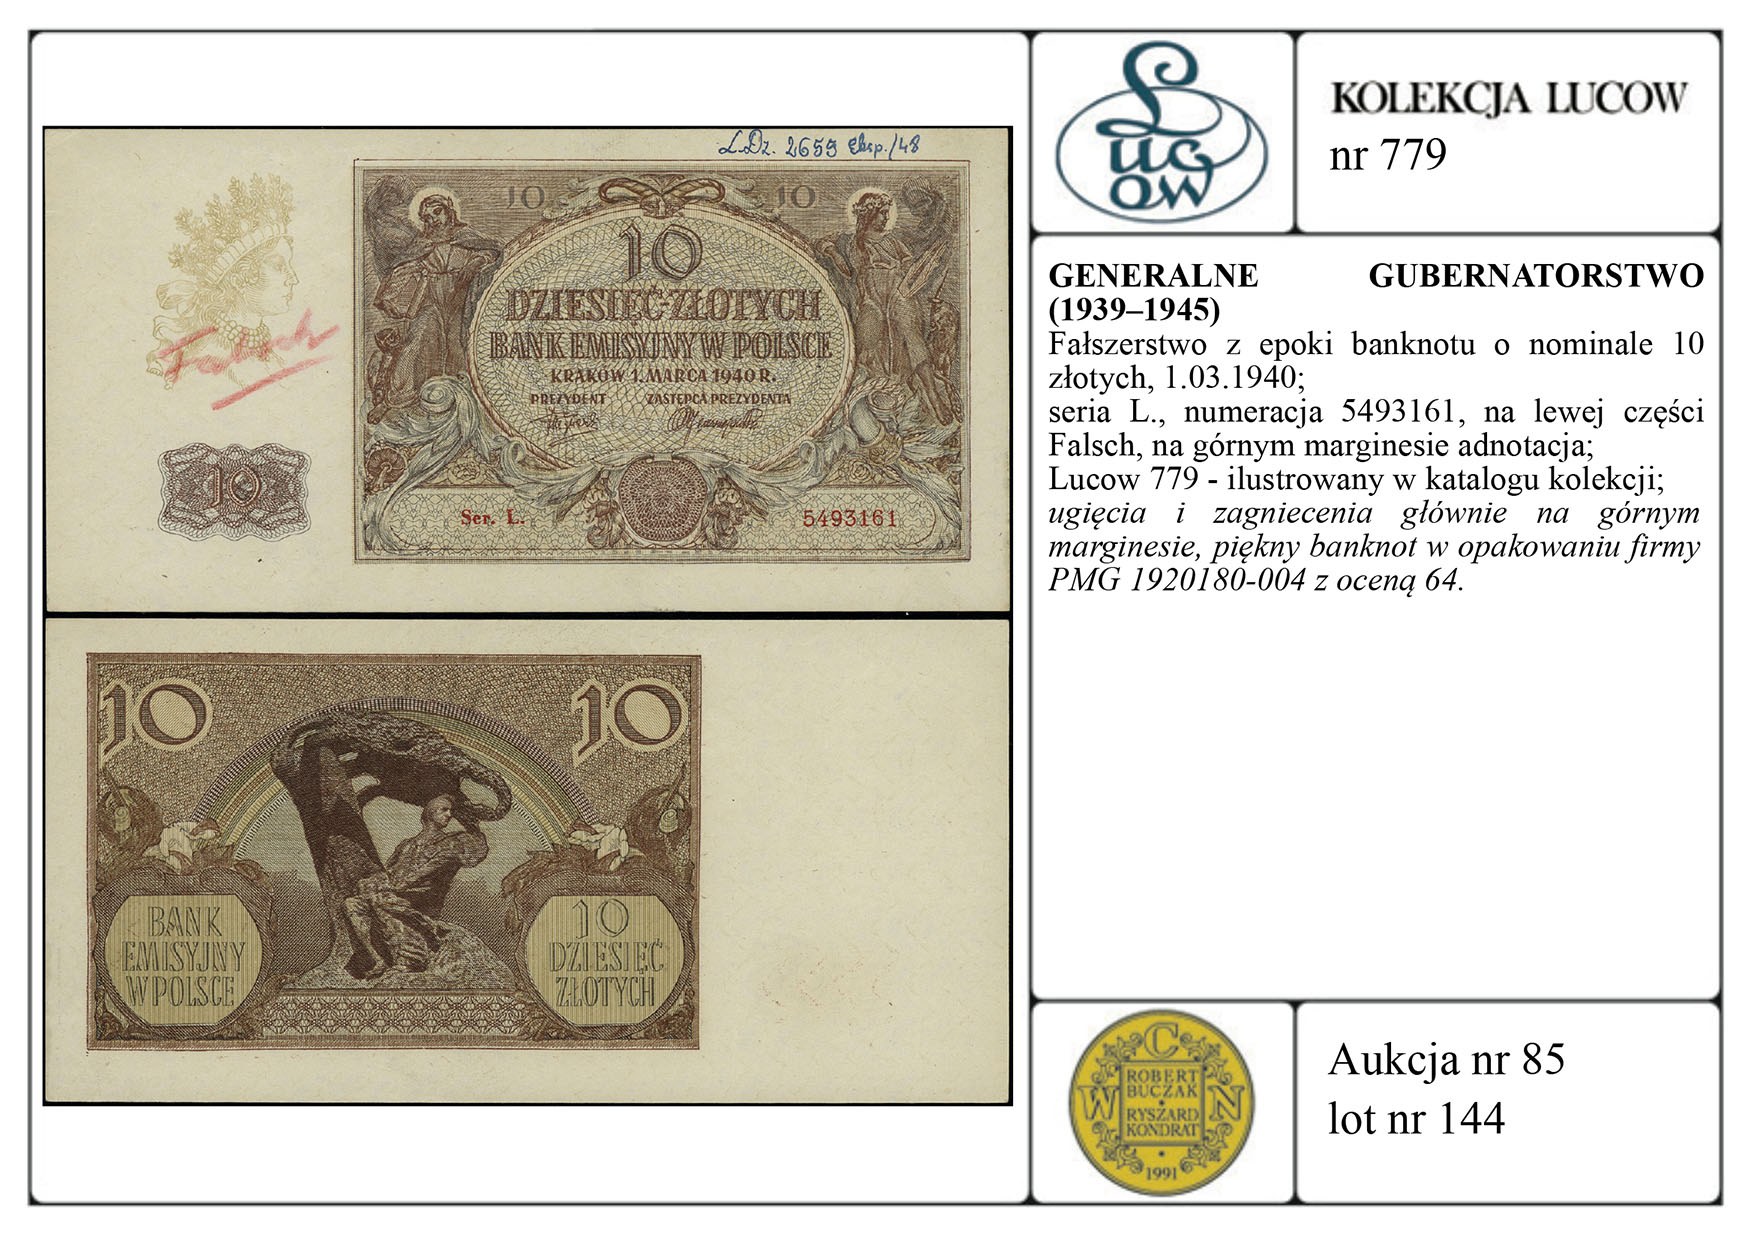 L.Dz. 2659 Eksp./48
10 10
10
DZIESIĘĆ ZŁOTYCH
BANK EMISYJNY W POLSCE
KRAKÓW 1. MARCA 1940 R.
PREZYDENT ZASTĘPCA PREZYDENTA
Falsch
10
Ser. L. 5493161
10 10
BANK
EMISYJNY
W POLSCE
10
DZIESIĘĆ
ZŁOTYCH
Lucow
KOLEKCJA LUCOW
nr 779
GENERALNE GUBERNATORSTWO
(1939–1945)
Fałszerstwo z epoki banknotu o nominale 10
złotych, 1.03.1940;
seria L., numeracja 5493161, na lewej części
Falsch, na górnym marginesie adnotacja;
Lucow 779 - ilustrowany w katalogu kolekcji;
ugięcia i zagniecenia głównie na górnym
marginesie, piękny banknot w opakowaniu firmy
PMG 1920180-004 z oceną 64.
W C N
ROBERT
BUCZAK
RYSZARD
KONDRAT
1991
Aukcja nr 85
lot nr 144